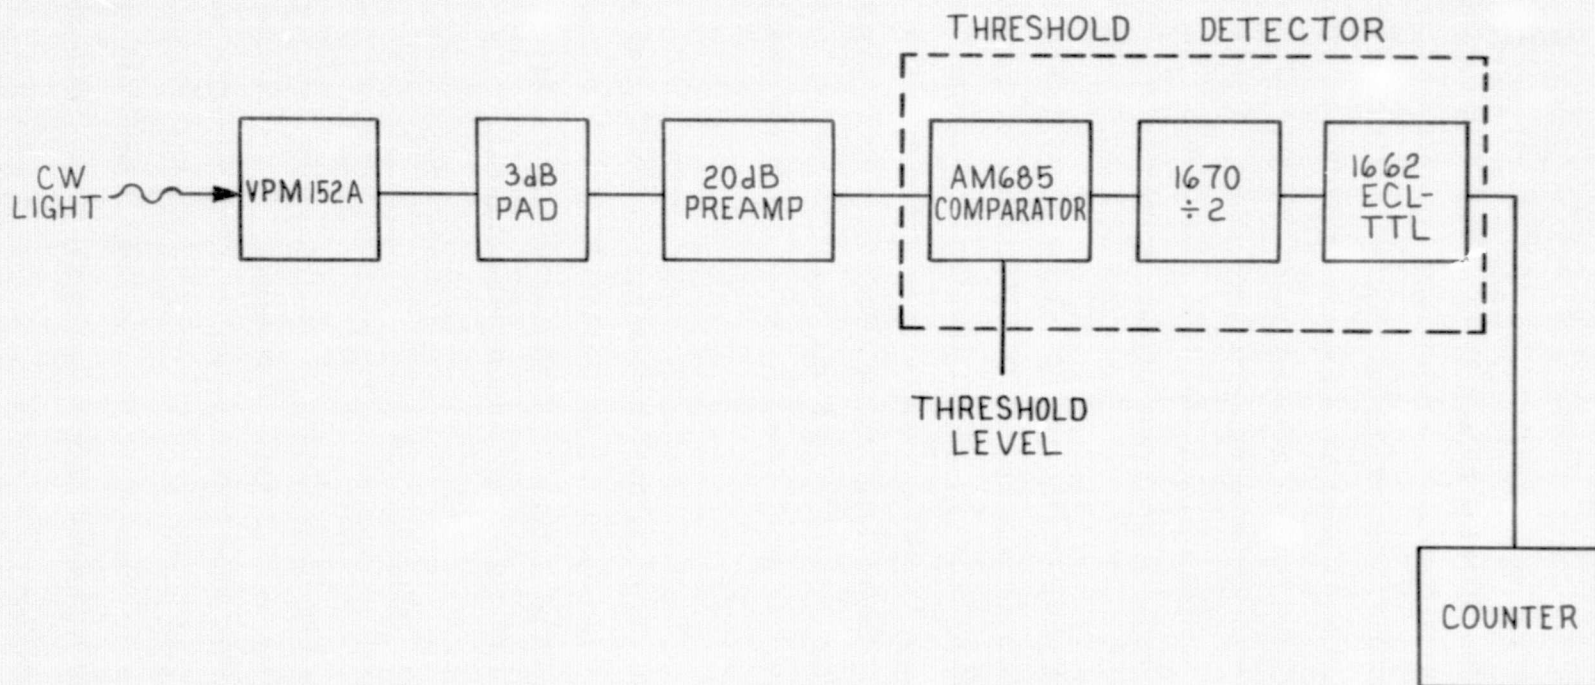 THRESHOLD DETECTOR
CW
LIGHT
VPM152A
3dB
PAD
20dB
PREAMP
AM685
COMPARATOR
1670
÷2
1662
ECL-
TTL
THRESHOLD
LEVEL
COUNTER